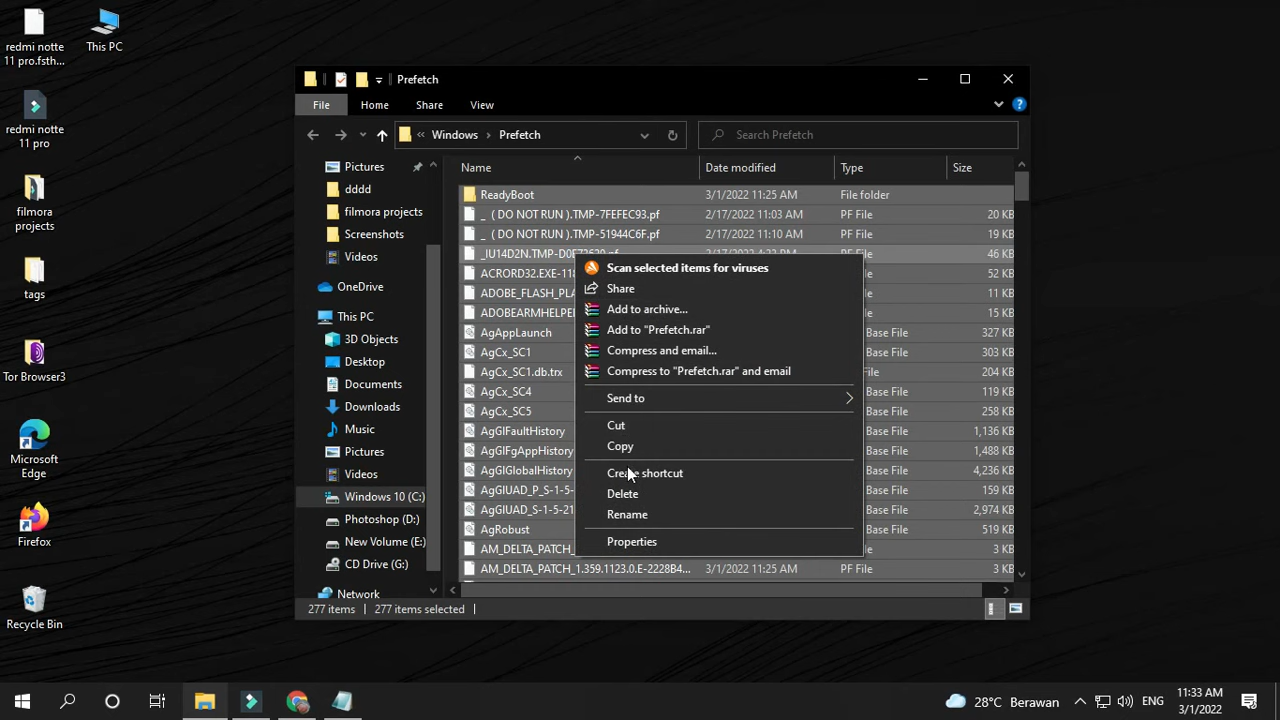 redmi notte
11 pro.fsth...
This PC
redmi notte
11 pro
filmora
projects
tags
Tor Browser3
Microsoft
Edge
Firefox
Recycle Bin
Prefetch
File Home Share View
« Windows › Prefetch
Search Prefetch
Pictures
dddd
filmora projects
Screenshots
Videos
OneDrive
This PC
3D Objects
Desktop
Documents
Downloads
Music
Pictures
Videos
Windows 10 (C:)
Photoshop (D:)
New Volume (E:)
CD Drive (G:)
Network
Name Date modified Type Size
ReadyBoot 3/1/2022 11:25 AM File folder
_ ( DO NOT RUN ).TMP-7FEFEC93.pf 2/17/2022 11:03 AM PF File 20 KB
_ ( DO NOT RUN ).TMP-51944C6F.pf 2/17/2022 11:10 AM PF File 6 KB
_IU14D2N.TMP- PF File 46 KB
ACRORD32.EXE-118 le 52 KB
ADOBE_FLASH_PLA le 11 KB
ADOBEARMHELPER le 15 KB
AgAppLaunch Base File 327 KB
AgCx_SC1 Base File 303 KB
AgCx_SC1.db.trx File 204 KB
AgCx_SC4 Base File 119 KB
AgCx_SC5 Base File 258 KB
AgGlFaultHistory Base File 1,136 KB
AgGlFgAppHistory Base File 1,488 KB
AgGlGlobalHistory Base File 4,236 KB
AgGlUAD_P_S-1-5- Base File 159 KB
AgGlUAD_S-1-5-21 Base File 2,974 KB
AgRobust Base File 519 KB
AM_DELTA_PATCH_ le 3 KB
AM_DELTA_PATCH_1.359.1123.0.E-2228B4... 3/1/2022 11:25 AM PF File 3 KB
Scan selected items for viruses
Share
Add to archive...
Add to "Prefetch.rar"
Compress and email...
Compress to "Prefetch.rar" and email
Send to
Cut
Copy
Create shortcut
Delete
Rename
Properties
277 items 277 items selected
28°C Berawan ENG 11:33 AM
3/1/2022